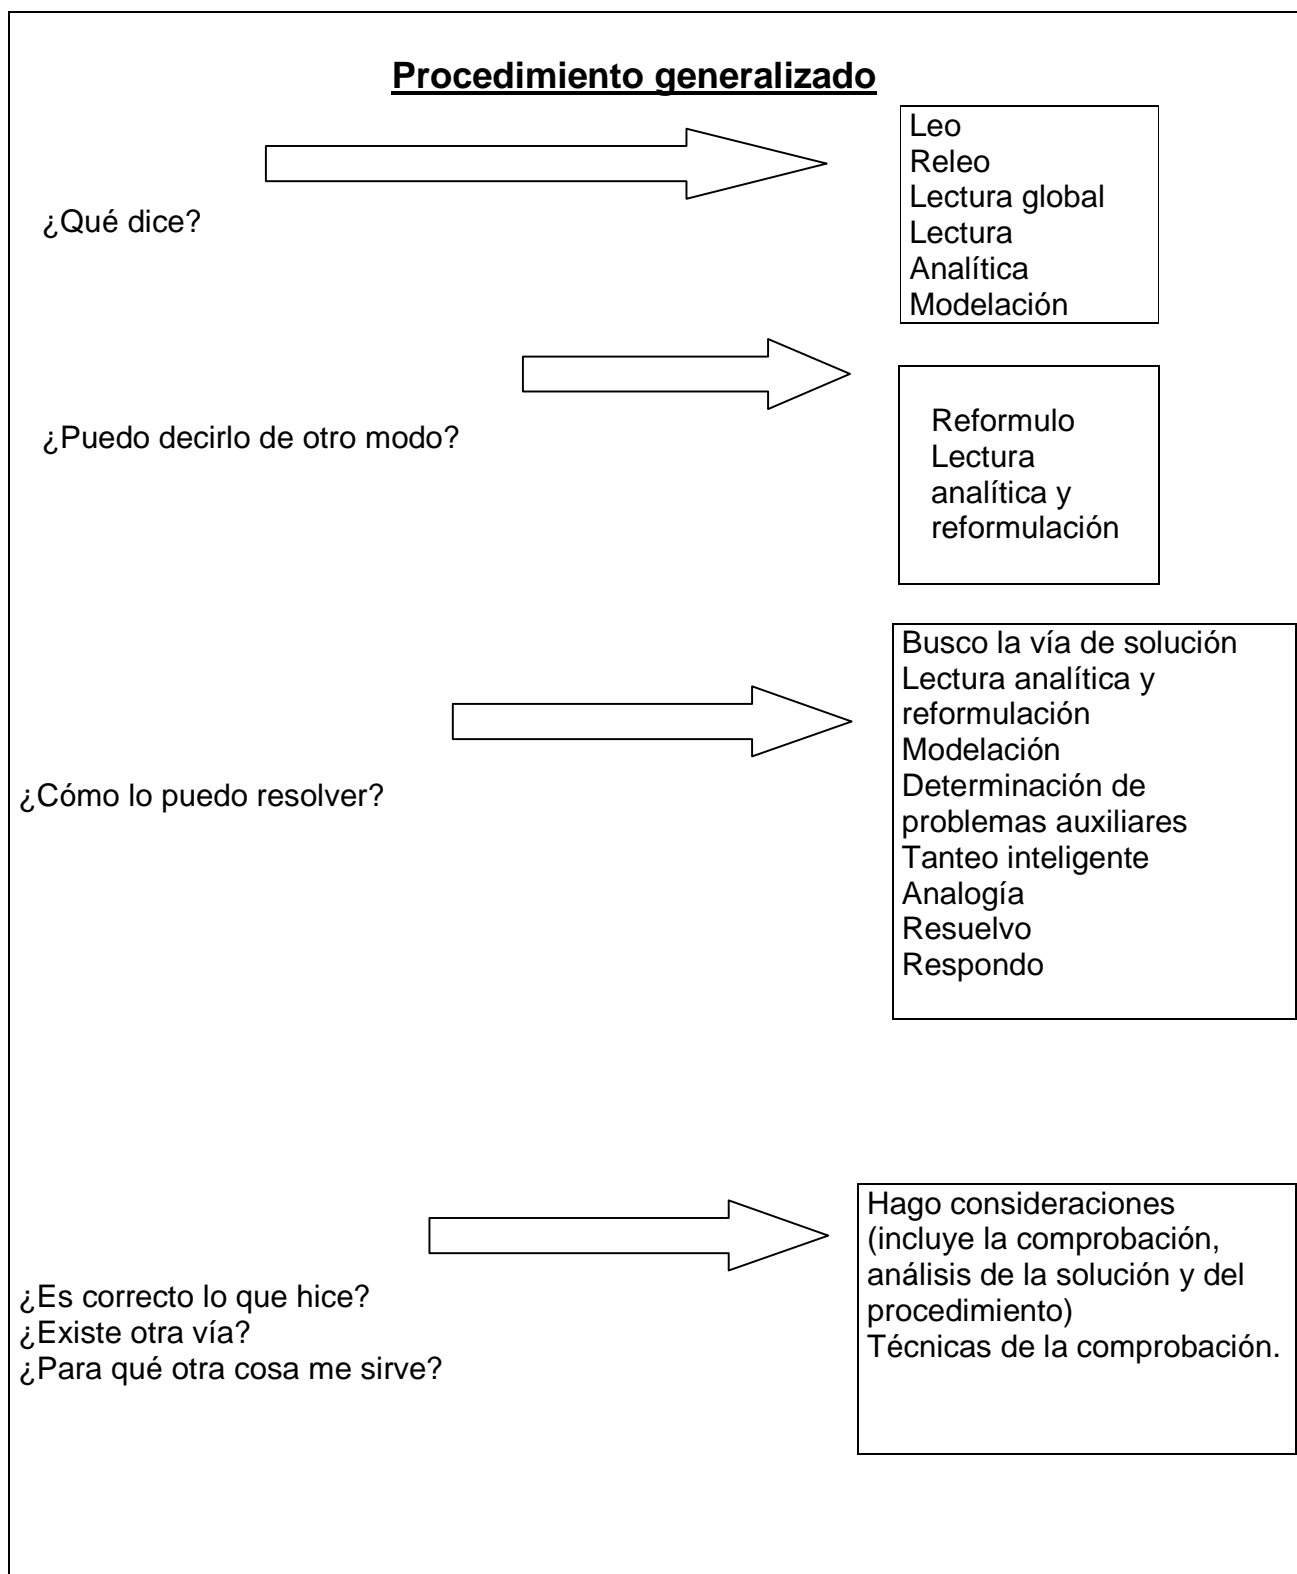 Procedimiento generalizado
¿Qué dice?
Leo
Releo
Lectura global
Lectura
Analítica
Modelación
¿Puedo decirlo de otro modo?
Reformulo
Lectura
analítica y
reformulación
¿Cómo lo puedo resolver?
Busco la vía de solución
Lectura analítica y
reformulación
Modelación
Determinación de
problemas auxiliares
Tanteo inteligente
Analogía
Resuelvo
Respondo
¿Es correcto lo que hice?
¿Existe otra vía?
¿Para qué otra cosa me sirve?
Hago consideraciones
(incluye la comprobación,
análisis de la solución y del
procedimiento)
Técnicas de la comprobación.